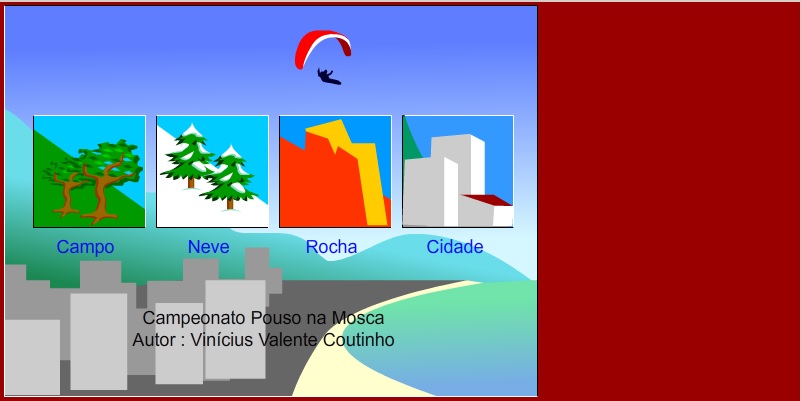 Campo Neve Rocha Cidade
Campeonato Pouso na Mosca
Autor : Vinícius Valente Coutinho